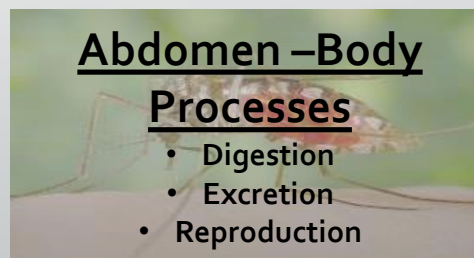 Abdomen –Body
Processes
• Digestion
• Excretion
• Reproduction